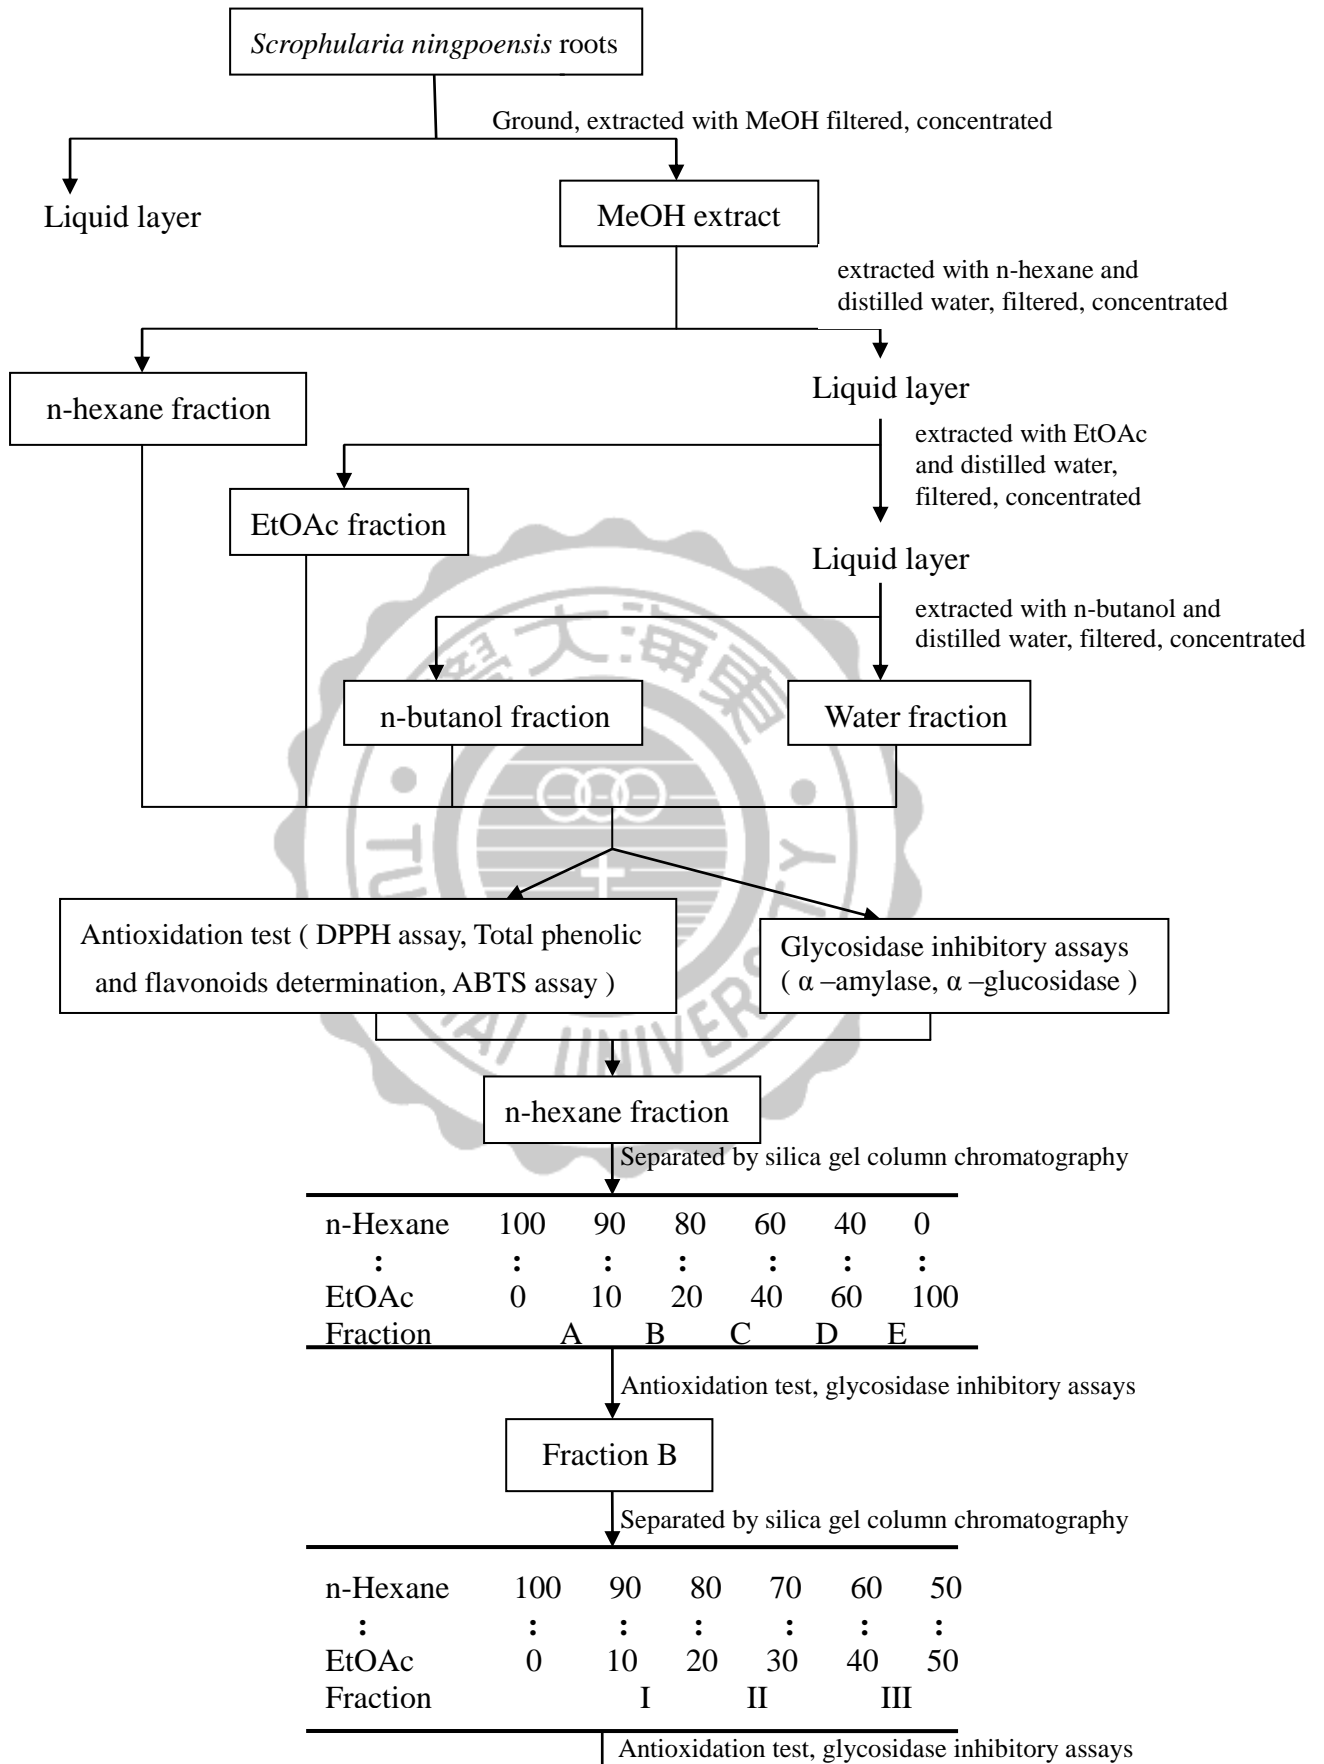 Scrophularia ningpoensis roots
Ground, extracted with MeOH filtered, concentrated
Liquid layer
MeOH extract
extracted with n-hexane and
distilled water, filtered, concentrated
n-hexane fraction
Liquid layer
extracted with EtOAc
and distilled water,
filtered, concentrated
EtOAc fraction
Liquid layer
extracted with n-butanol and
distilled water, filtered, concentrated
學大海東
n-butanol fraction
Water fraction
Antioxidation test ( DPPH assay, Total phenolic
and flavonoids determination, ABTS assay )
Glycosidase inhibitory assays
( α –amylase, α –glucosidase )
UNIVERSITY
n-hexane fraction
Separated by silica gel column chromatography
n-Hexane 100 90 80 60 40 0
: : : : : : :
EtOAc 0 10 20 40 60 100
Fraction A B C D E
Antioxidation test, glycosidase inhibitory assays
Fraction B
Separated by silica gel column chromatography
n-Hexane 100 90 80 70 60 50
: : : : : : :
EtOAc 0 10 20 30 40 50
Fraction I II III
Antioxidation test, glycosidase inhibitory assays